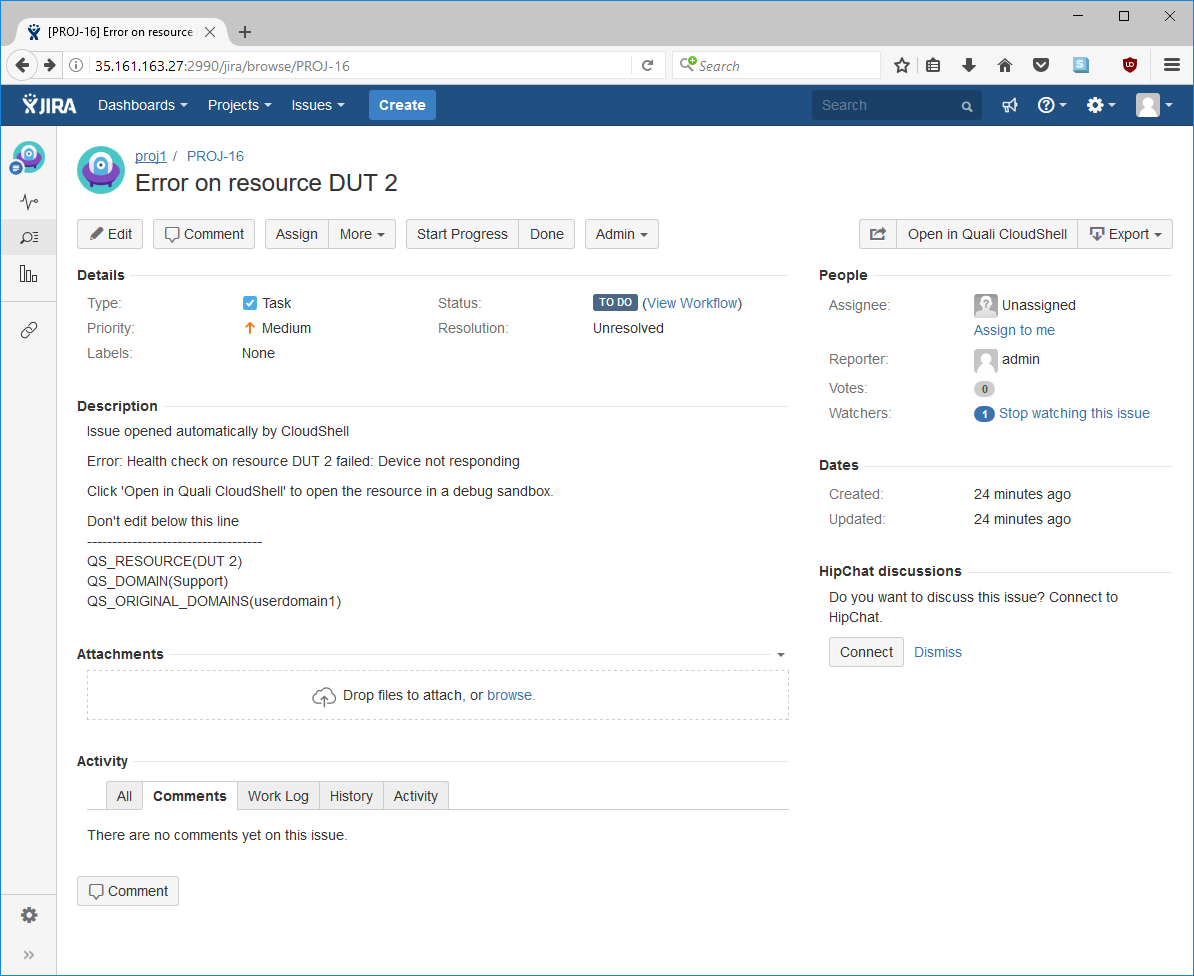 [PROJ-16] Error on resource
35.161.163.27:2990/jira/browse/PROJ-16
Search
JIRA Dashboards Projects Issues Create Search
proj1 / PROJ-16
Error on resource DUT 2
Edit Comment Assign More Start Progress Done Admin Open in Quali CloudShell Export
Details
Type: Task Status: TO DO (View Workflow)
Priority: Medium Resolution: Unresolved
Labels: None
Description
Issue opened automatically by CloudShell
Error: Health check on resource DUT 2 failed: Device not responding
Click 'Open in Quali CloudShell' to open the resource in a debug sandbox.
Don't edit below this line
-----------------------------------
QS_RESOURCE(DUT 2)
QS_DOMAIN(Support)
QS_ORIGINAL_DOMAINS(userdomain1)
Attachments
Drop files to attach, or browse.
Activity
All Comments Work Log History Activity
There are no comments yet on this issue.
Comment
People
Assignee: Unassigned
Assign to me
Reporter: admin
Votes: 0
Watchers: 1 Stop watching this issue
Dates
Created: 24 minutes ago
Updated: 24 minutes ago
HipChat discussions
Do you want to discuss this issue? Connect to
HipChat.
Connect Dismiss